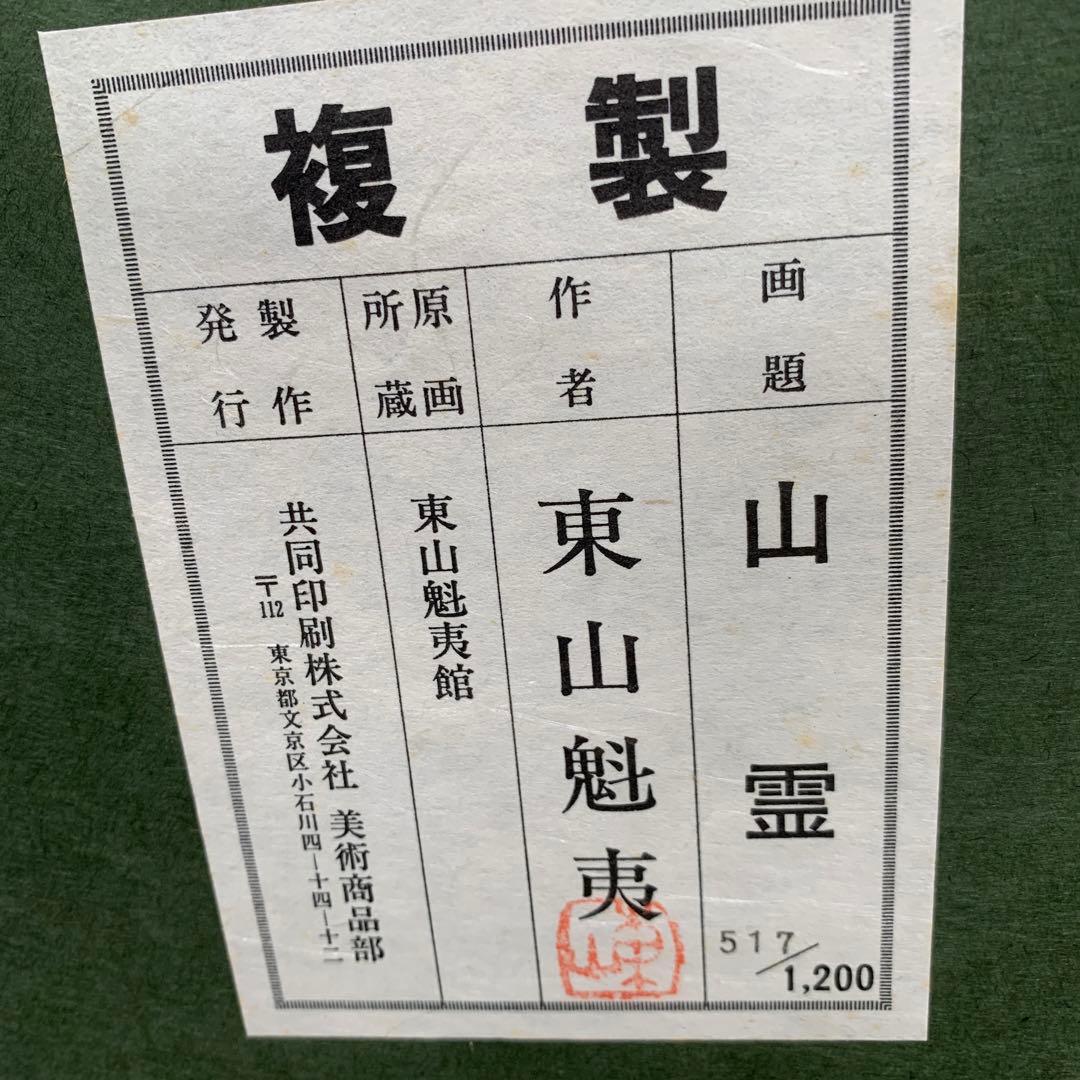 複製
画題
山霊
517/1,200
作者
東山魁夷
原画所蔵
東山魁夷館
製作発行
共同印刷株式会社 美術商品部
〒112 東京都文京区小石川四ー十四ー十二